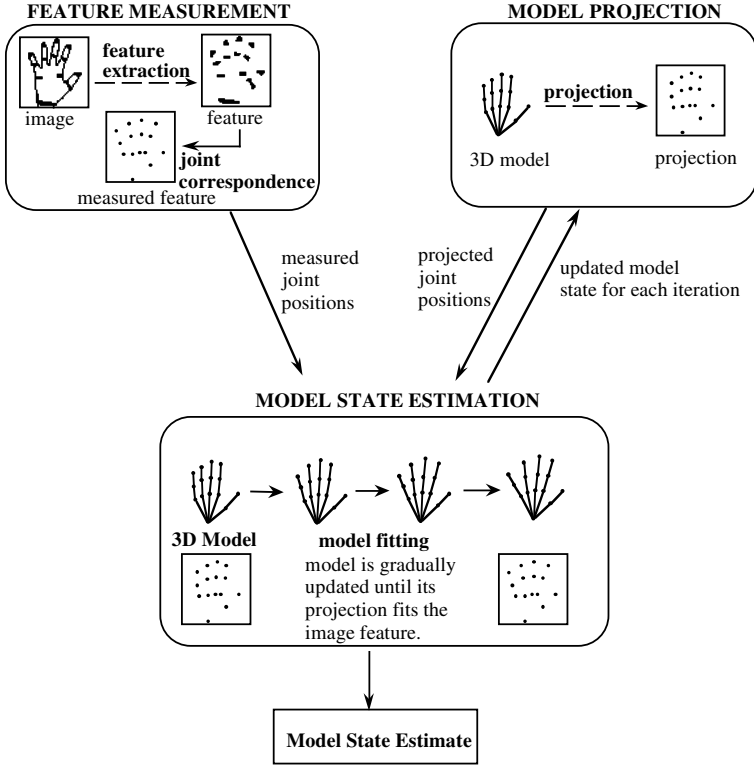 FEATURE MEASUREMENT
feature
extraction
image
feature
joint
correspondence
measured feature
MODEL PROJECTION
projection
3D model
projection
measured
joint
positions
projected
joint
positions
updated model
state for each iteration
MODEL STATE ESTIMATION
3D Model
model fitting
model is gradually
updated until its
projection fits the
image feature.
Model State Estimate